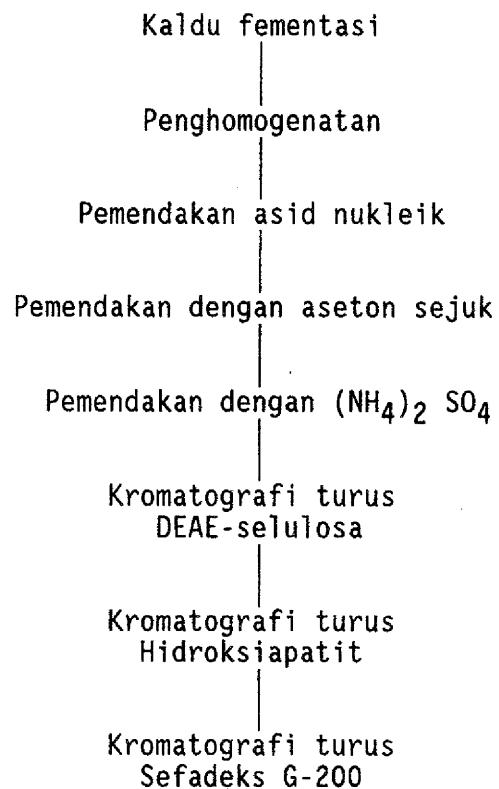 Kaldu fementasi
Penghomogenatan
Pemendakan asid nukleik
Pemendakan dengan aseton sejuk
Pemendakan dengan (NH₄)₂ SO₄
Kromatografi turus
DEAE-selulosa
Kromatografi turus
Hidroksiapatit
Kromatografi turus
Sefadeks G-200